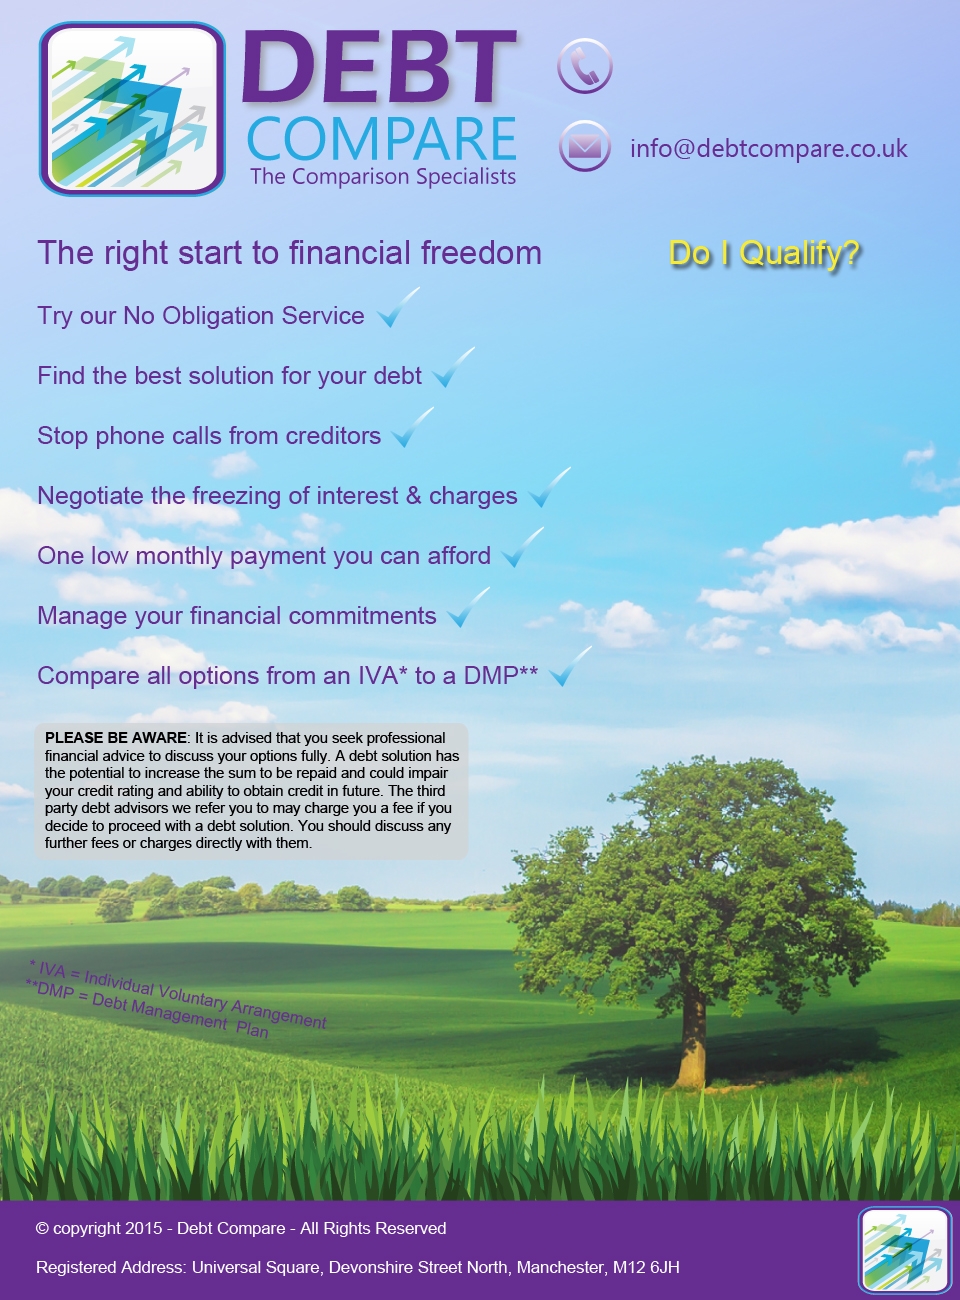 DEBT
COMPARE
The Comparison Specialists
info@debtcompare.co.uk
The right start to financial freedom
Do I Qualify?
Try our No Obligation Service
Find the best solution for your debt
Stop phone calls from creditors
Negotiate the freezing of interest & charges
One low monthly payment you can afford
Manage your financial commitments
Compare all options from an IVA* to a DMP**
PLEASE BE AWARE: It is advised that you seek professional
financial advice to discuss your options fully. A debt solution has
the potential to increase the sum to be repaid and could impair
your credit rating and ability to obtain credit in future. The third
party debt advisors we refer you to may charge you a fee if you
decide to proceed with a debt solution. You should discuss any
further fees or charges directly with them.
* IVA = Individual Voluntary Arrangement
**DMP = Debt Management Plan
© copyright 2015 - Debt Compare - All Rights Reserved
Registered Address: Universal Square, Devonshire Street North, Manchester, M12 6JH